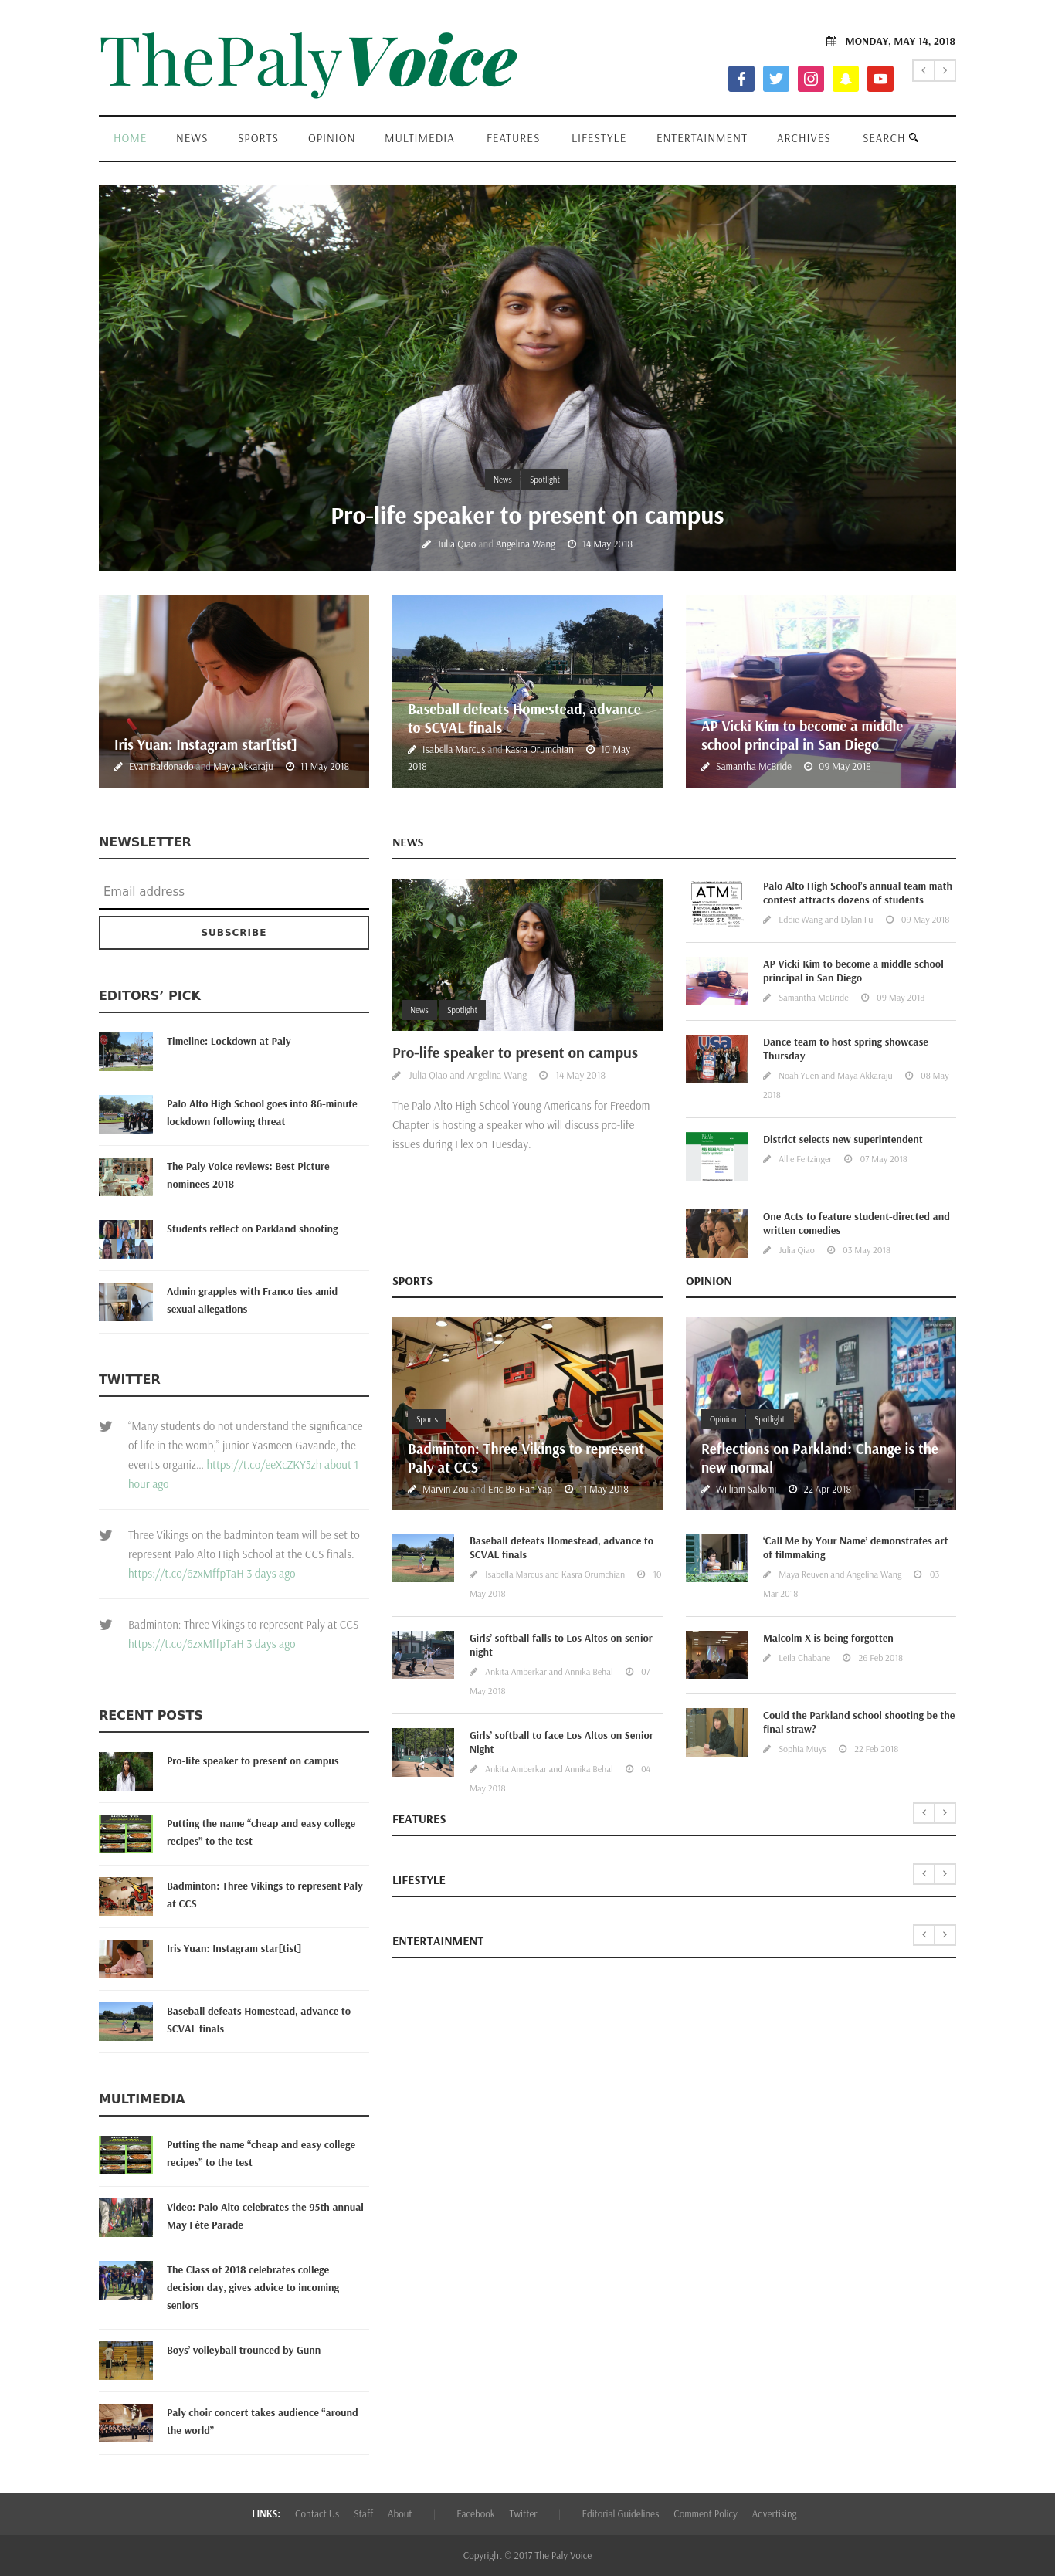 ThePalyVoice
MONDAY, MAY 14, 2018
HOME NEWS SPORTS OPINION MULTIMEDIA FEATURES LIFESTYLE ENTERTAINMENT ARCHIVES SEARCH
News Spotlight
Pro-life speaker to present on campus
Julia Qiao and Angelina Wang 14 May 2018
Iris Yuan: Instagram star[tist]
Evan Baldonado and Maya Akkaraju 11 May 2018
Baseball defeats Homestead, advance
to SCVAL finals
Isabella Marcus and Kasra Orumchian 10 May
2018
AP Vicki Kim to become a middle
school principal in San Diego
Samantha McBride 09 May 2018
NEWSLETTER
Email address
SUBSCRIBE
EDITORS’ PICK
Timeline: Lockdown at Paly
Palo Alto High School goes into 86-minute
lockdown following threat
The Paly Voice reviews: Best Picture
nominees 2018
Students reflect on Parkland shooting
Admin grapples with Franco ties amid
sexual allegations
TWITTER
“Many students do not understand the significance
of life in the womb,” junior Yasmeen Gavande, the
event's organiz... https://t.co/eeXcZKY5zh about 1
hour ago
Three Vikings on the badminton team will be set to
represent Palo Alto High School at the CCS finals.
https://t.co/6zxMffpTaH 3 days ago
Badminton: Three Vikings to represent Paly at CCS
https://t.co/6zxMffpTaH 3 days ago
RECENT POSTS
Pro-life speaker to present on campus
Putting the name “cheap and easy college
recipes” to the test
Badminton: Three Vikings to represent Paly
at CCS
Iris Yuan: Instagram star[tist]
Baseball defeats Homestead, advance to
SCVAL finals
MULTIMEDIA
Putting the name “cheap and easy college
recipes” to the test
Video: Palo Alto celebrates the 95th annual
May Fête Parade
The Class of 2018 celebrates college
decision day, gives advice to incoming
seniors
Boys’ volleyball trounced by Gunn
Paly choir concert takes audience “around
the world”
NEWS
News Spotlight
Pro-life speaker to present on campus
Julia Qiao and Angelina Wang 14 May 2018
The Palo Alto High School Young Americans for Freedom
Chapter is hosting a speaker who will discuss pro-life
issues during Flex on Tuesday.
ATM
$40 $25 $15
Palo Alto High School’s annual team math
contest attracts dozens of students
Eddie Wang and Dylan Fu 09 May 2018
AP Vicki Kim to become a middle school
principal in San Diego
Samantha McBride 09 May 2018
usa
Dance team to host spring showcase
Thursday
Noah Yuen and Maya Akkaraju 08 May
2018
District selects new superintendent
Allie Feitzinger 07 May 2018
One Acts to feature student-directed and
written comedies
Julia Qiao 03 May 2018
SPORTS
G
Sports
Badminton: Three Vikings to represent
Paly at CCS
Marvin Zou and Eric Bo-Han Yap 11 May 2018
Baseball defeats Homestead, advance to
SCVAL finals
Isabella Marcus and Kasra Orumchian 10
May 2018
Girls’ softball falls to Los Altos on senior
night
Ankita Amberkar and Annika Behal 07
May 2018
Girls’ softball to face Los Altos on Senior
Night
Ankita Amberkar and Annika Behal 04
May 2018
OPINION
INTEGRITY
Opinion Spotlight
Reflections on Parkland: Change is the
new normal
William Sallomi 22 Apr 2018
‘Call Me by Your Name’ demonstrates art
of filmmaking
Maya Reuven and Angelina Wang 03
Mar 2018
Malcolm X is being forgotten
Leila Chabane 26 Feb 2018
Could the Parkland school shooting be the
final straw?
Sophia Muys 22 Feb 2018
FEATURES
LIFESTYLE
ENTERTAINMENT
LINKS: Contact Us Staff About Facebook Twitter Editorial Guidelines Comment Policy Advertising
Copyright © 2017 The Paly Voice